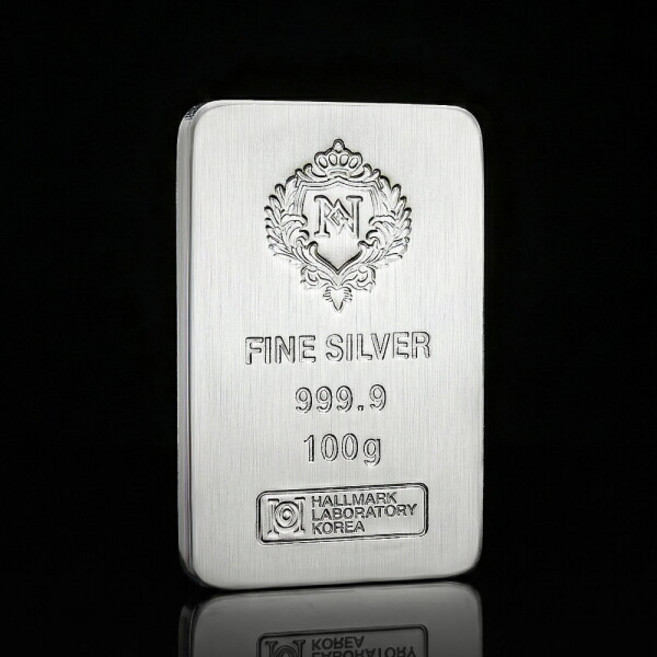 FINE SILVER
999.9
100g
HALLMARK
LABORATORY
KOREA